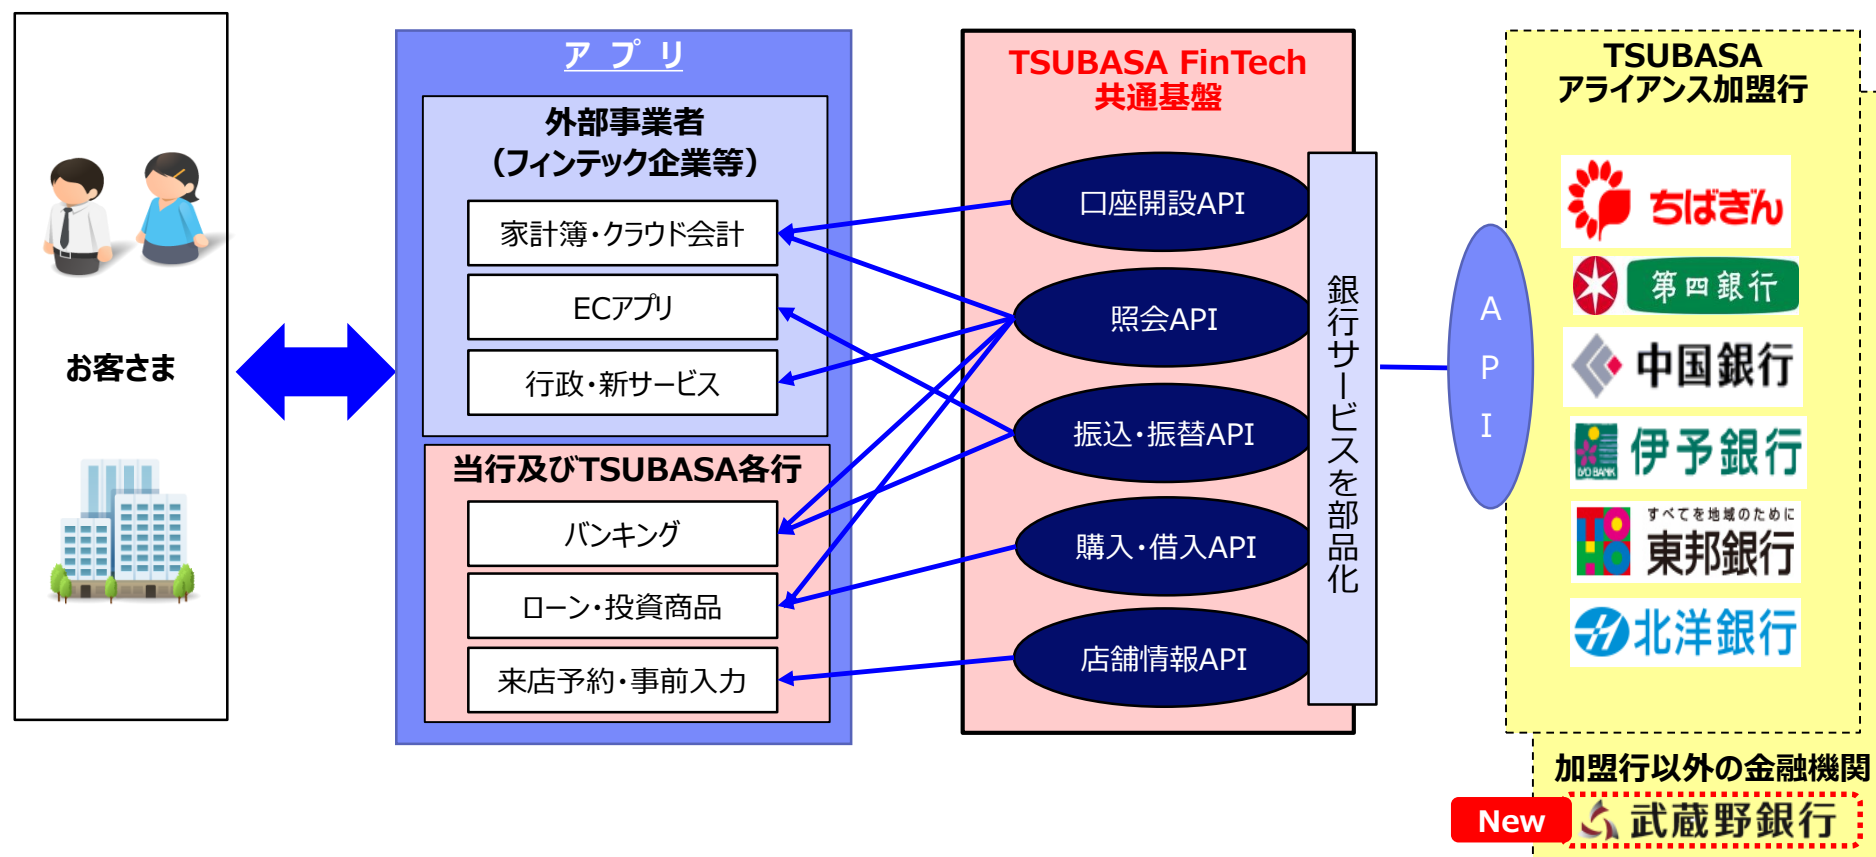 お客さま
アプリ
外部事業者
（フィンテック企業等）
家計簿・クラウド会計
ECアプリ
行政・新サービス
当行及びTSUBASA各行
バンキング
ローン・投資商品
来店予約・事前入力
TSUBASA FinTech
共通基盤
口座開設API
照会API
振込・振替API
購入・借入API
店舗情報API
銀行サービスを部品化
API
TSUBASA
アライアンス加盟行
ちばぎん
第四銀行
中国銀行
IYO BANK
伊予銀行
TOHO
すべてを地域のために
東邦銀行
北洋銀行
加盟行以外の金融機関
New
武蔵野銀行